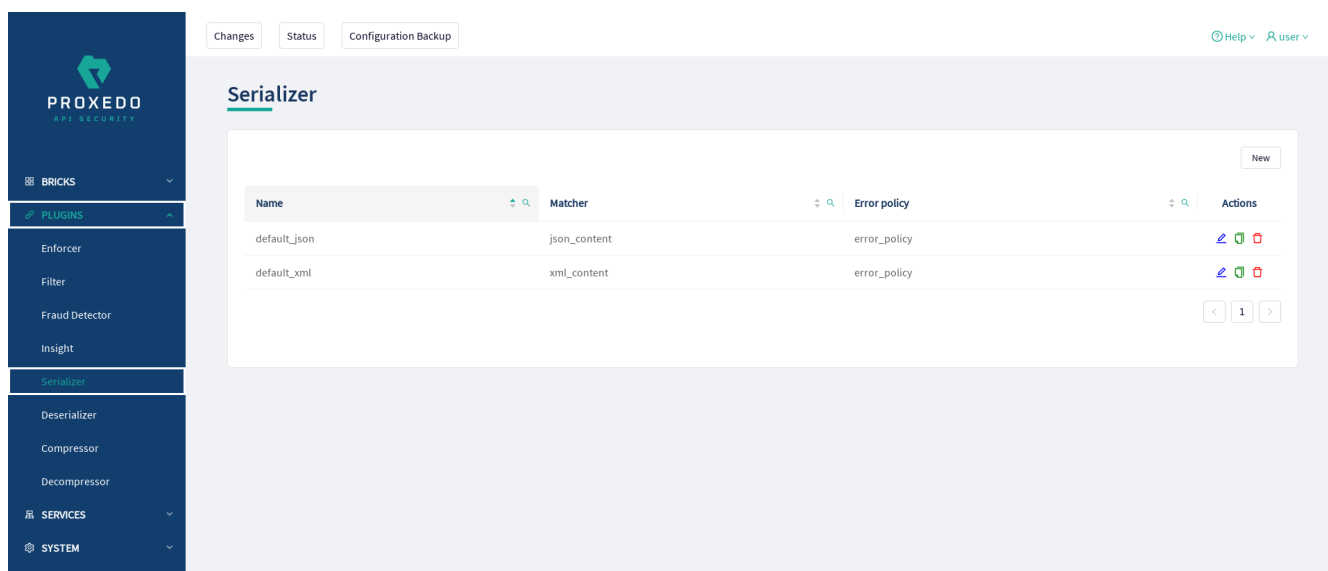 Changes Status Configuration Backup Help user
PROXEDO
API SECURITY
Serializer
New
BRICKS
PLUGINS
Enforcer
Filter
Fraud Detector
Insight
Serializer
Deserializer
Compressor
Decompressor
SERVICES
SYSTEM
Name Matcher Error policy Actions
default_json json_content error_policy
default_xml xml_content error_policy
< 1 >